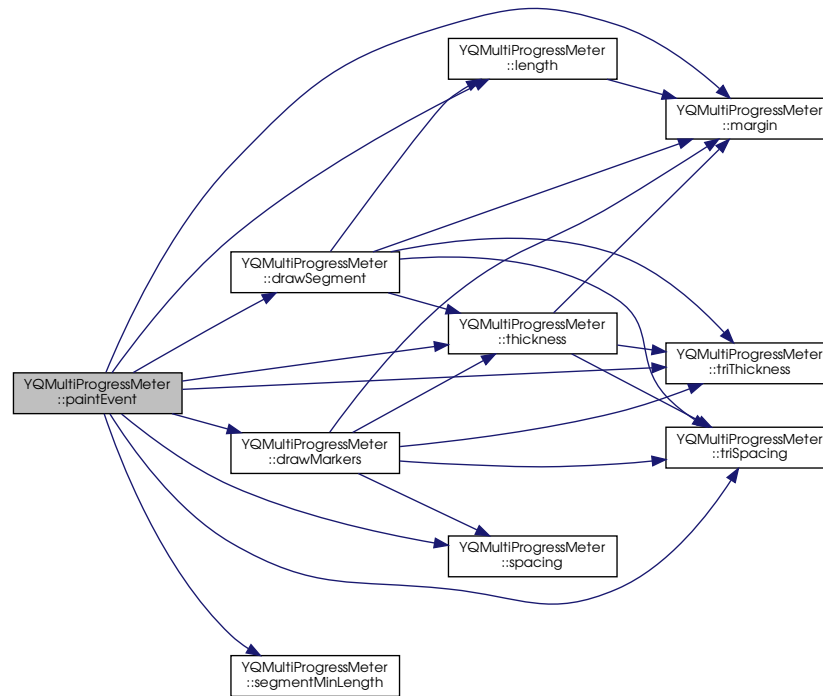 YQMultiProgressMeter
::length
YQMultiProgressMeter
::margin
YQMultiProgressMeter
::drawSegment
YQMultiProgressMeter
::thickness
YQMultiProgressMeter
::triThickness
YQMultiProgressMeter
::paintEvent
YQMultiProgressMeter
::drawMarkers
YQMultiProgressMeter
::triSpacing
YQMultiProgressMeter
::spacing
YQMultiProgressMeter
::segmentMinLength